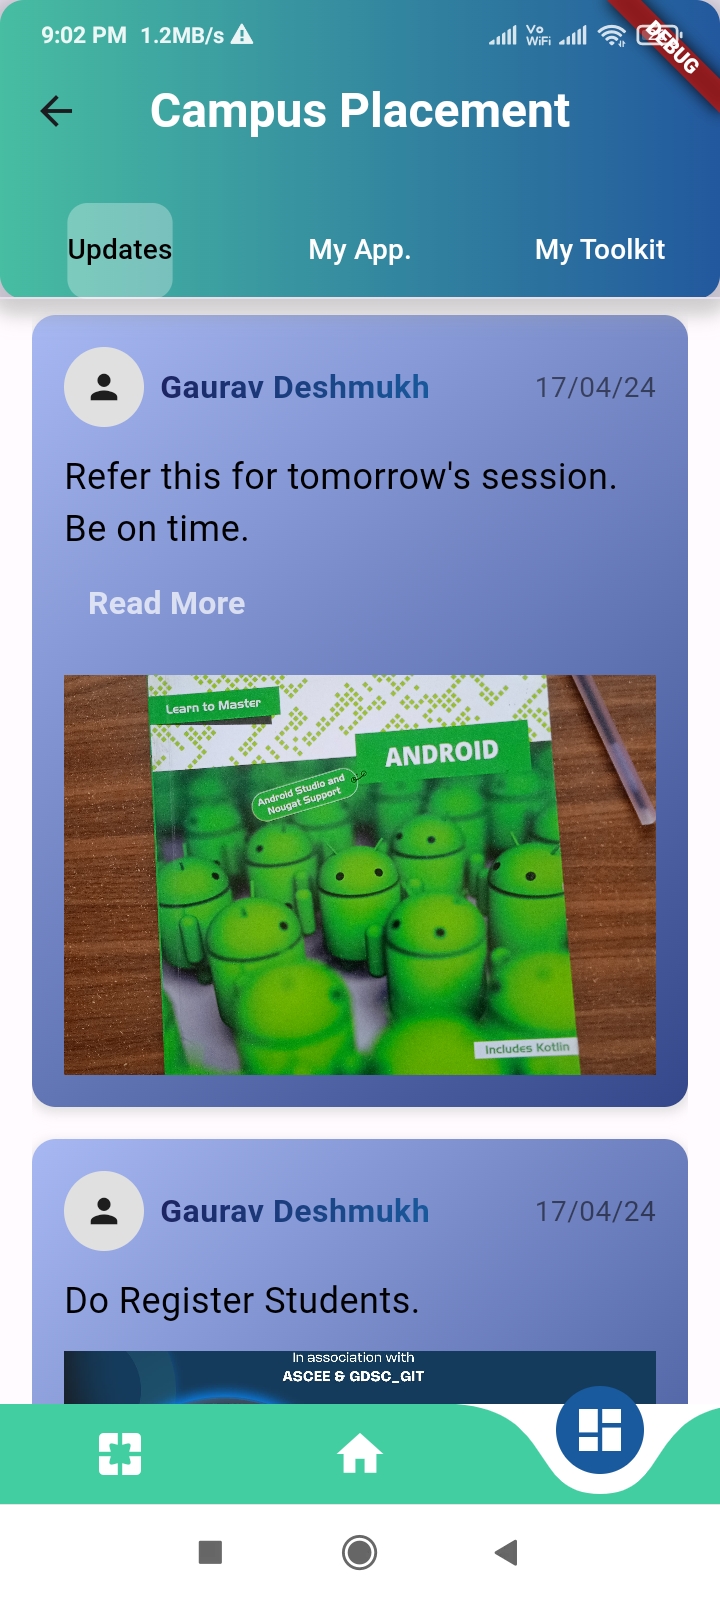 9:02 PM 1.2MB/s
Vo
WiFi
DEBUG
Campus Placement
Updates
My App.
My Toolkit
Gaurav Deshmukh
17/04/24
Refer this for tomorrow's session.
Be on time.
Read More
Learn to Master
ANDROID
Android Studio and
Nougat Support
Includes Kotlin
Gaurav Deshmukh
17/04/24
Do Register Students.
In association with
ASCEE & GDSC_GIT